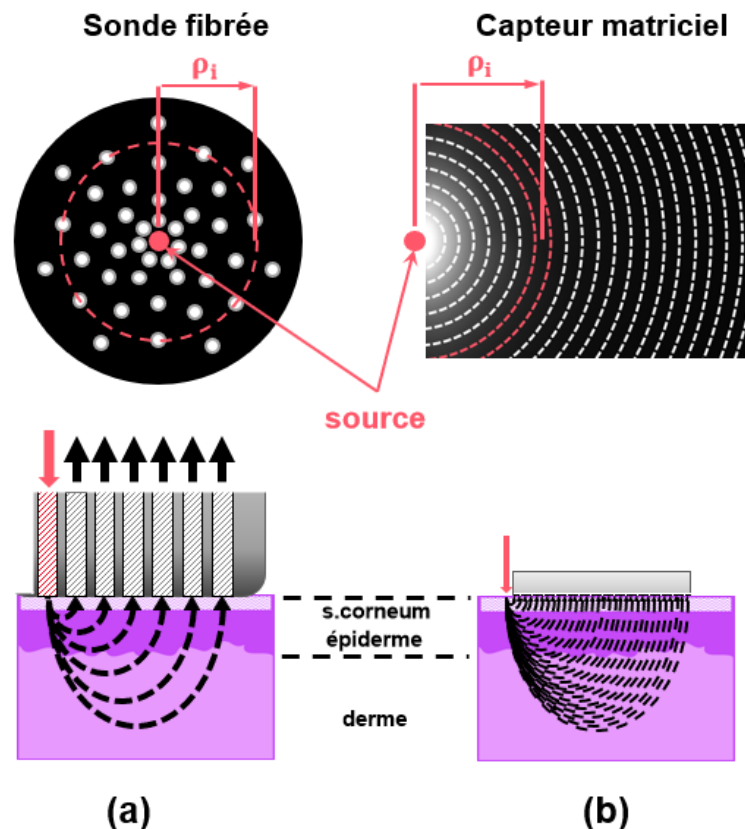 Sonde fibrée
Capteur matriciel
ρi
ρi
source
s.corneum
épiderme
derme
(a)
(b)